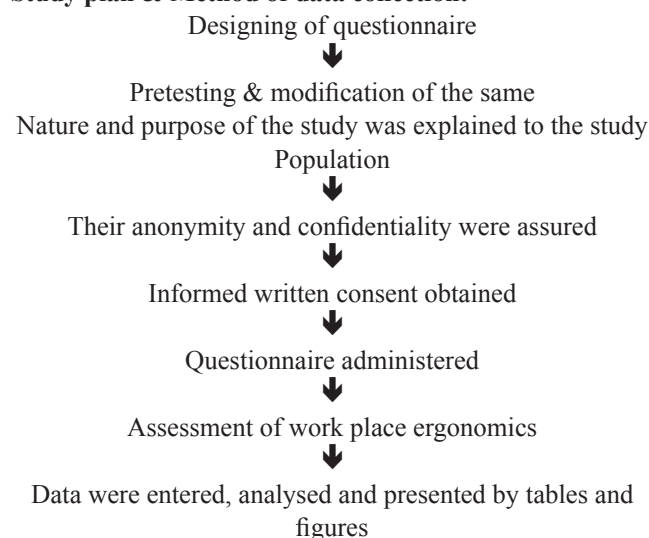 Study plan & Method of data collection:
Designing of questionnaire
Pretesting & modification of the same
Nature and purpose of the study was explained to the study
Population
Their anonymity and confidentiality were assured
Informed written consent obtained
Questionnaire administered
Assessment of work place ergonomics
Data were entered, analysed and presented by tables and
figures